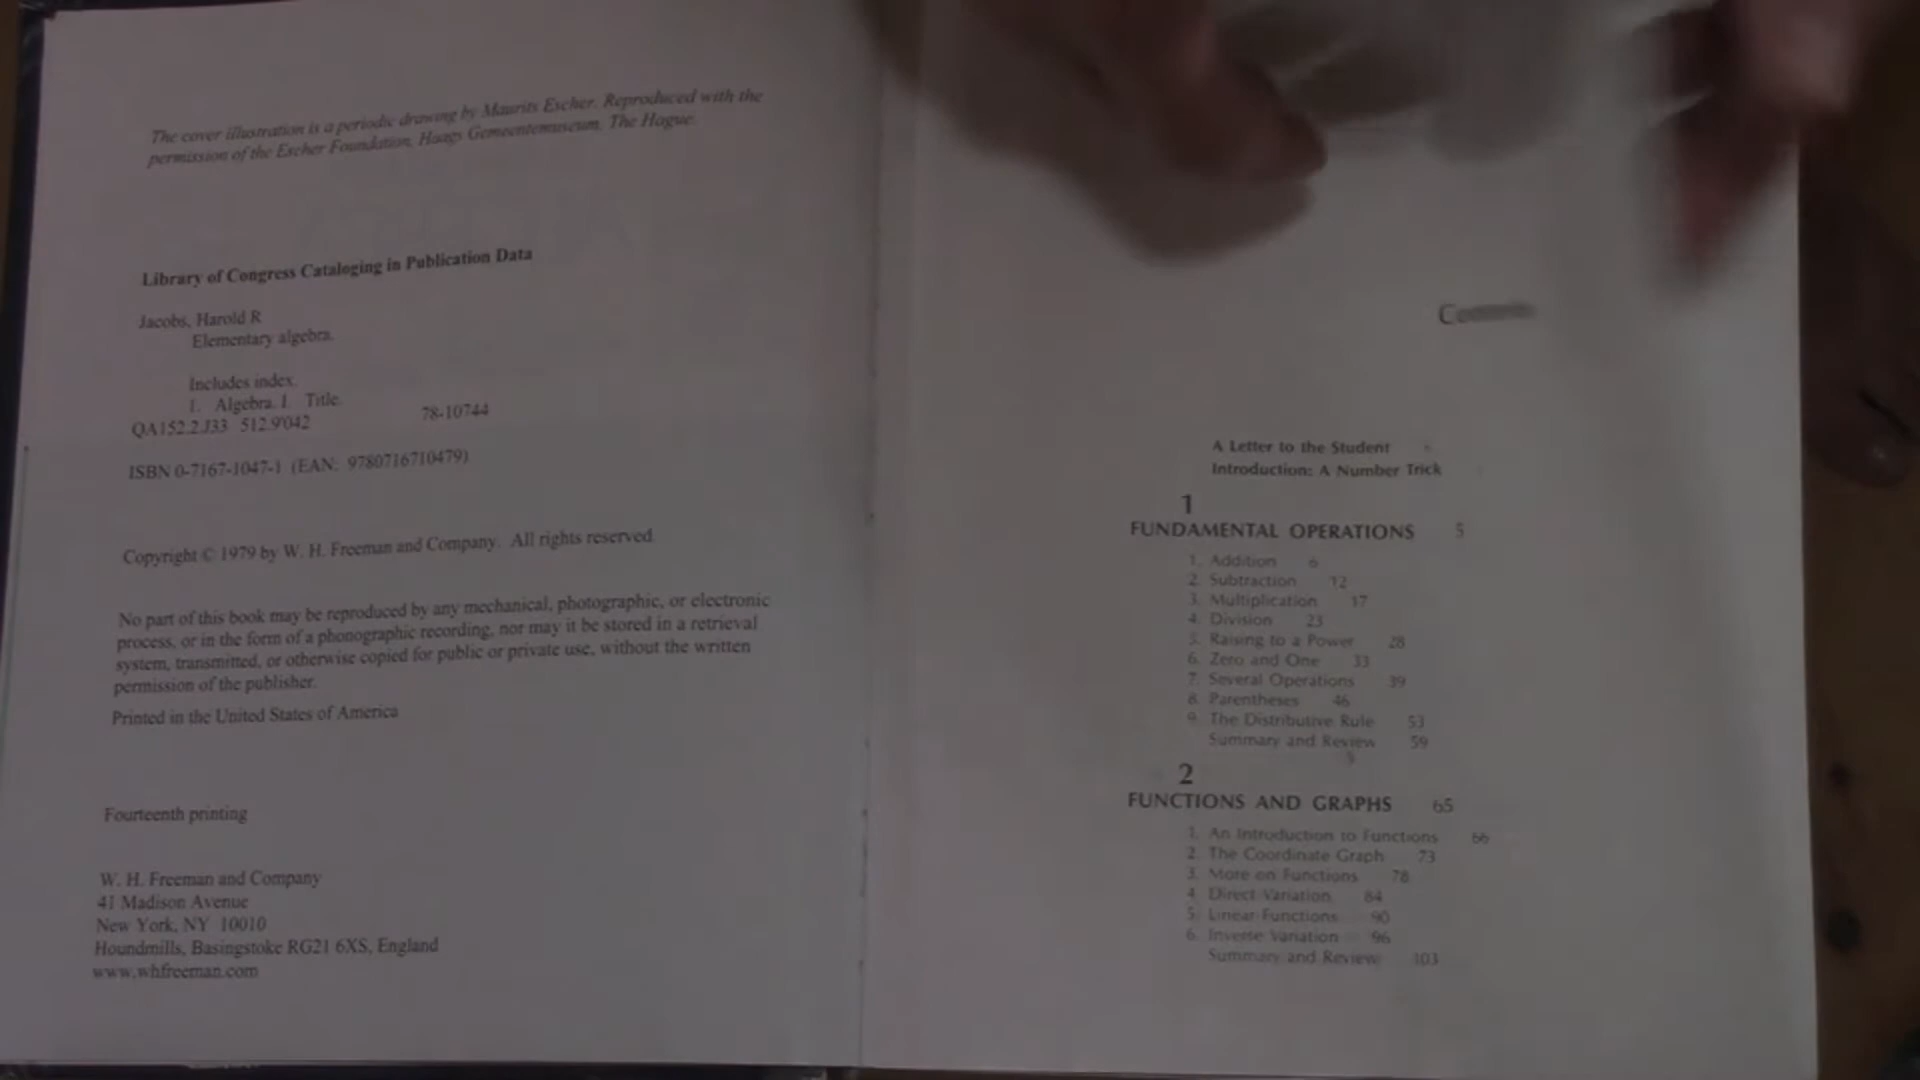 The cover illustration is a periodic drawing by Maurits Escher. Reproduced with the
permission of the Escher Foundation, Haags Gemeentemuseum, The Hague.
Library of Congress Cataloging in Publication Data
Jacobs, Harold R
Elementary algebra.
Includes index.
1. Algebra. I. Title.
QA152.2.J33 512.9'042 78-10744
ISBN 0-7167-1047-1 (EAN: 9780716710479)
Copyright © 1979 by W. H. Freeman and Company. All rights reserved.
No part of this book may be reproduced by any mechanical, photographic, or electronic
process, or in the form of a phonographic recording, nor may it be stored in a retrieval
system, transmitted, or otherwise copied for public or private use, without the written
permission of the publisher.
Printed in the United States of America
Fourteenth printing
W. H. Freeman and Company
41 Madison Avenue
New York, NY 10010
Houndmills, Basingstoke RG21 6XS, England
www.whfreeman.com
Contents
A Letter to the Student
Introduction: A Number Trick
1
FUNDAMENTAL OPERATIONS 5
1. Addition 6
2. Subtraction 12
3. Multiplication 17
4. Division 23
5. Raising to a Power 28
6. Zero and One 33
7. Several Operations 39
8. Parentheses 46
9. The Distributive Rule 53
Summary and Review 59
2
FUNCTIONS AND GRAPHS 65
1. An Introduction to Functions 66
2. The Coordinate Graph 73
3. More on Functions 78
4. Direct Variation 84
5. Linear Functions 90
6. Inverse Variation 96
Summary and Review 103